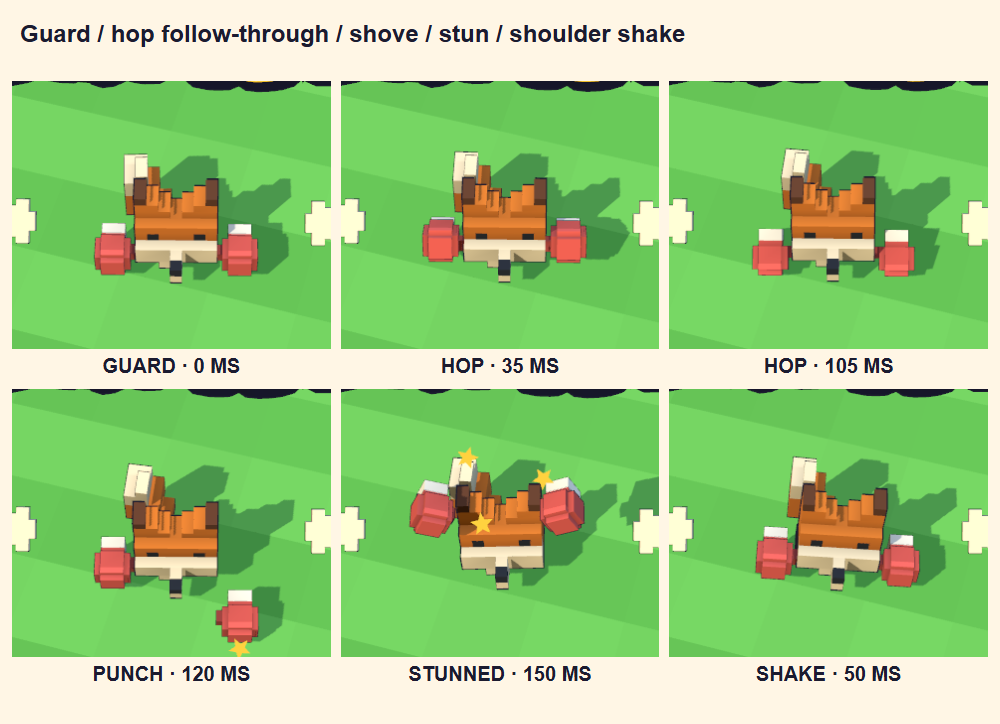 Guard / hop follow-through / shove / stun / shoulder shake
GUARD · 0 MS
HOP · 35 MS
HOP · 105 MS
PUNCH · 120 MS
STUNNED · 150 MS
SHAKE · 50 MS